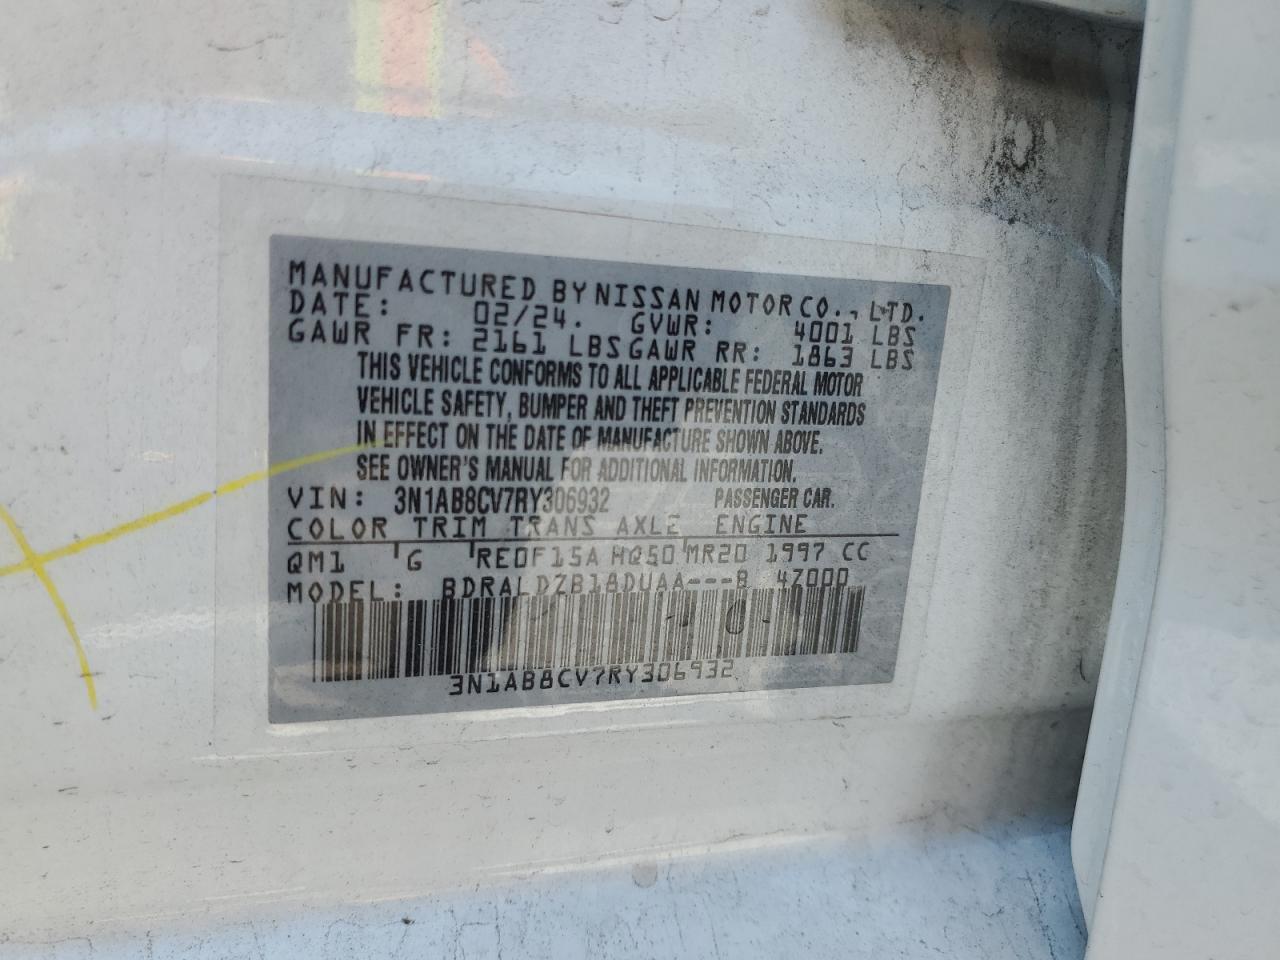 MANUFACTURED BY NISSAN MOTOR CO., LTD.
DATE: 02/24. GVWR: 4001 LBS
GAWR FR: 2161 LBS GAWR RR: 1863 LBS
THIS VEHICLE CONFORMS TO ALL APPLICABLE FEDERAL MOTOR
VEHICLE SAFETY, BUMPER AND THEFT PREVENTION STANDARDS
IN EFFECT ON THE DATE OF MANUFACTURE SHOWN ABOVE.
SEE OWNER'S MANUAL FOR ADDITIONAL INFORMATION.
VIN: 3N1AB8CV7RY306932 PASSENGER CAR.
COLOR TRIM TRANS AXLE ENGINE
QM1 G RE0F15A HQ50 MR20 1997 CC
MODEL: BDRALDZB18DUAA---B 4Z000
3N1AB8CV7RY306932